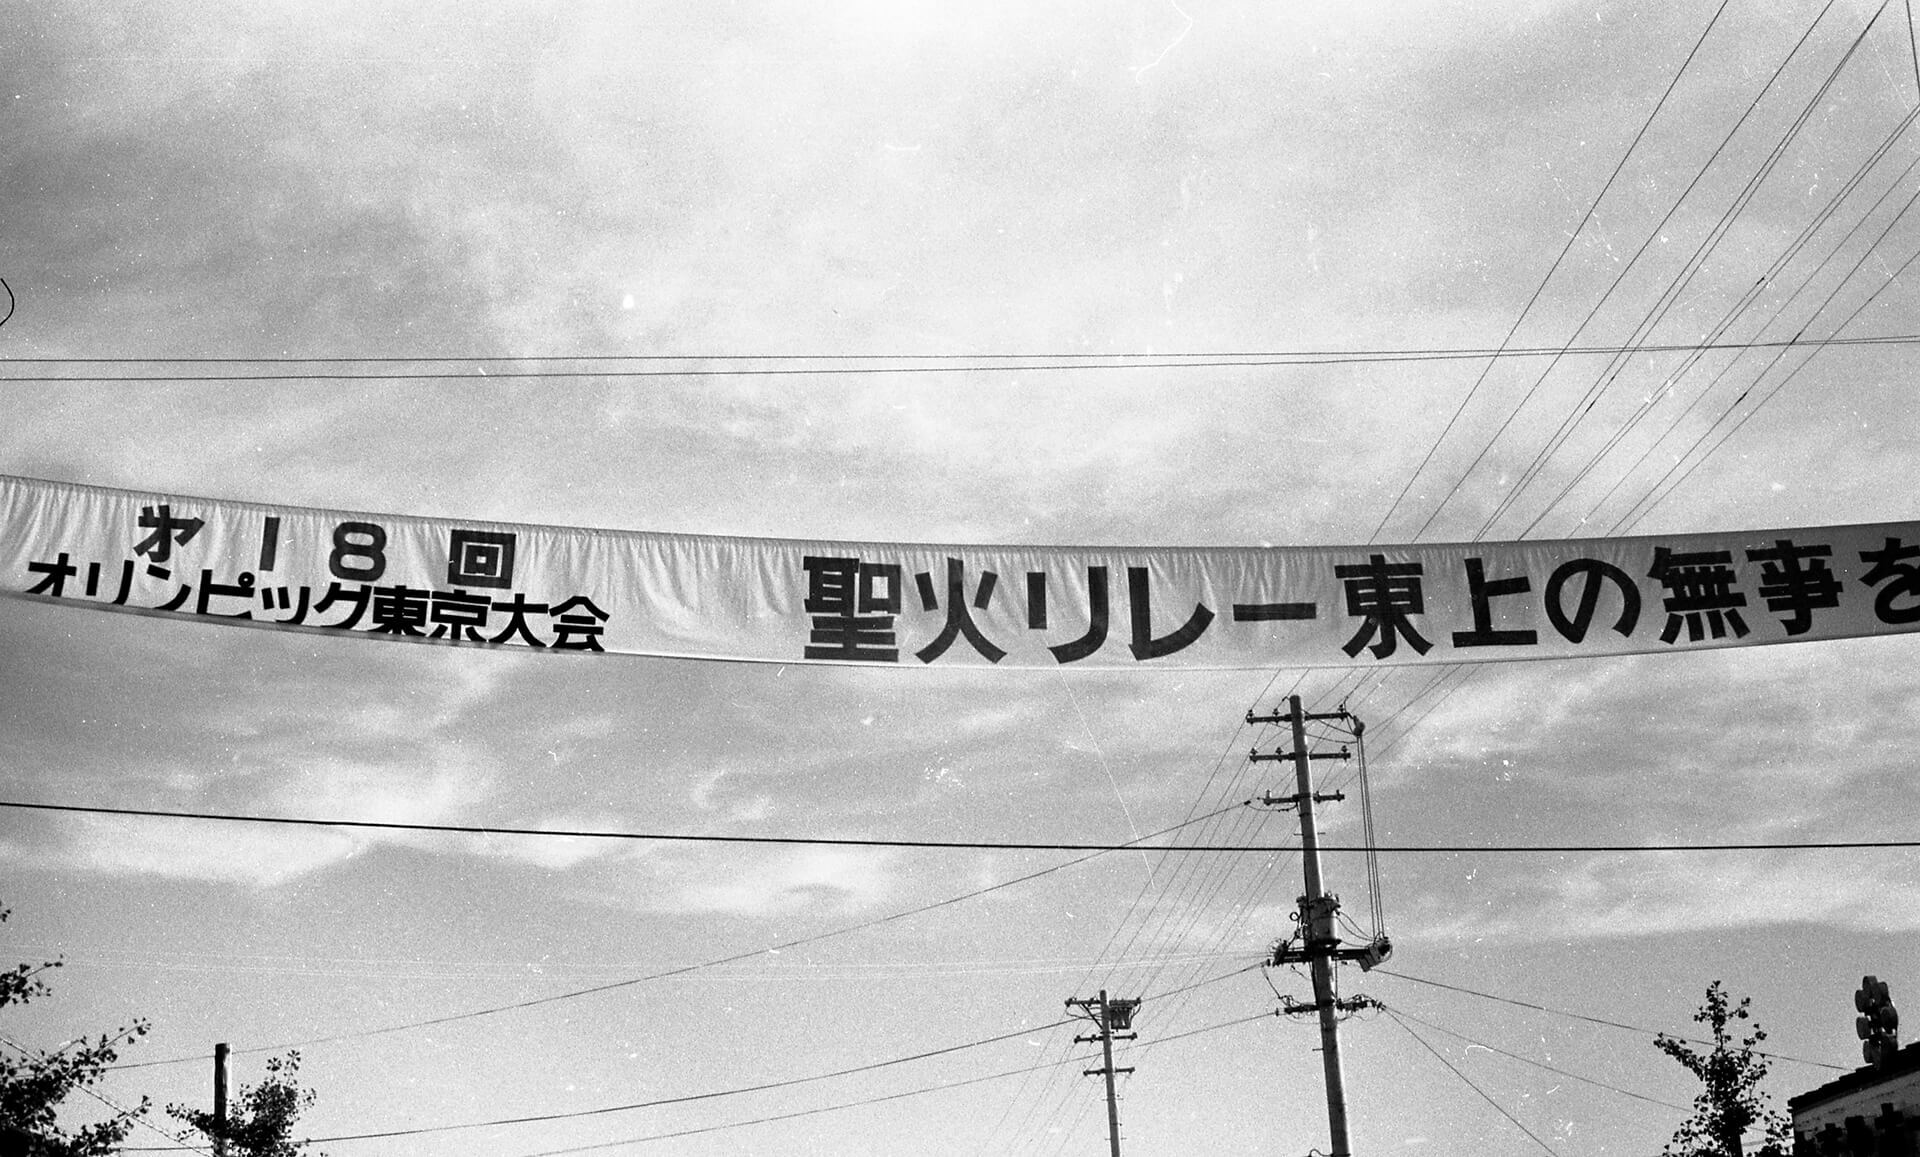 㐧18回
オリンピック東京大会
聖火リレー東上の無事を